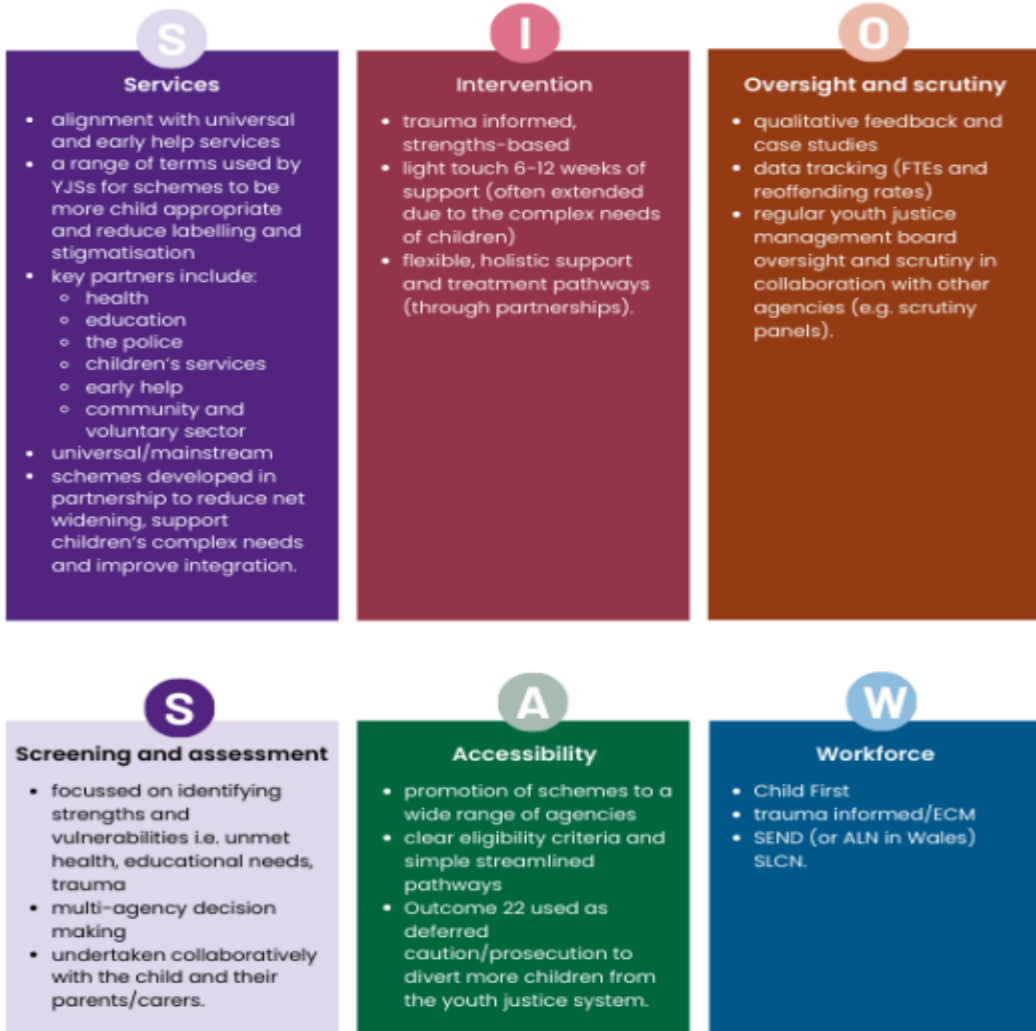 S
Services
• alignment with universal
and early help services
• a range of terms used by
YJSs for schemes to be
more child appropriate
and reduce labelling and
stigmatisation
• key partners include:
◦ health
◦ education
◦ the police
◦ children's services
◦ early help
◦ community and
voluntary sector
• universal/mainstream
• schemes developed in
partnership to reduce net
widening, support
children's complex needs
and improve integration.
I
Intervention
• trauma informed,
strengths-based
• light touch 6-12 weeks of
support (often extended
due to the complex needs
of children)
• flexible, holistic support
and treatment pathways
(through partnerships).
O
Oversight and scrutiny
• qualitative feedback and
case studies
• data tracking (FTEs and
reoffending rates)
• regular youth justice
management board
oversight and scrutiny in
collaboration with other
agencies (e.g. scrutiny
panels).
S
Screening and assessment
• focussed on identifying
strengths and
vulnerabilities i.e. unmet
health, educational needs,
trauma
• multi-agency decision
making
• undertaken collaboratively
with the child and their
parents/carers.
A
Accessibility
• promotion of schemes to a
wide range of agencies
• clear eligibility criteria and
simple streamlined
pathways
• Outcome 22 used as
deferred
caution/prosecution to
divert more children from
the youth justice system.
W
Workforce
• Child First
• trauma informed/ECM
• SEND (or ALN in Wales)
SLCN.